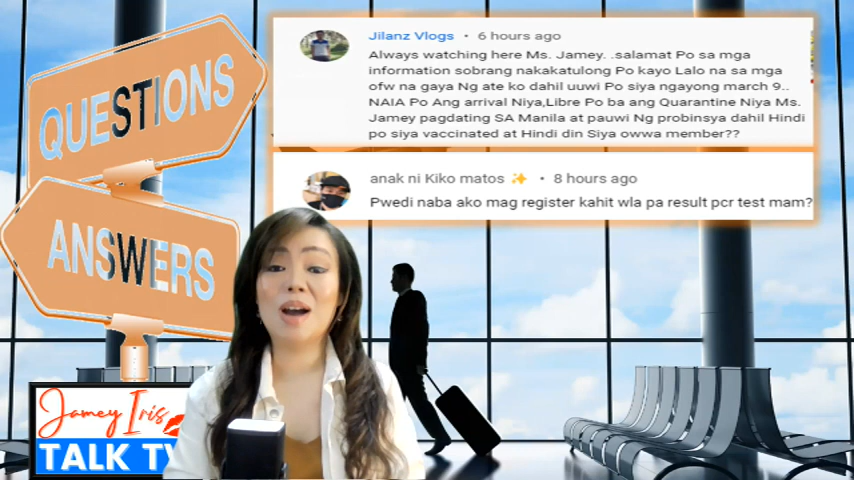 QUESTIONS
ANSWERS
Jilanz Vlogs • 6 hours ago
Always watching here Ms. Jamey. .salamat Po sa mga
information sobrang nakakatulong Po kayo Lalo na sa mga
ofw na gaya Ng ate ko dahil uuwi Po siya ngayong march 9..
NAIA Po Ang arrival Niya,Libre Po ba ang Quarantine Niya Ms.
Jamey pagdating SA Manila at pauwi Ng probinsya dahil Hindi
po siya vaccinated at Hindi din Siya owwa member??
anak ni Kiko matos ✨ • 8 hours ago
Pwedi naba ako mag register kahit wla pa result pcr test mam?
Jamey Iris
TALK TV